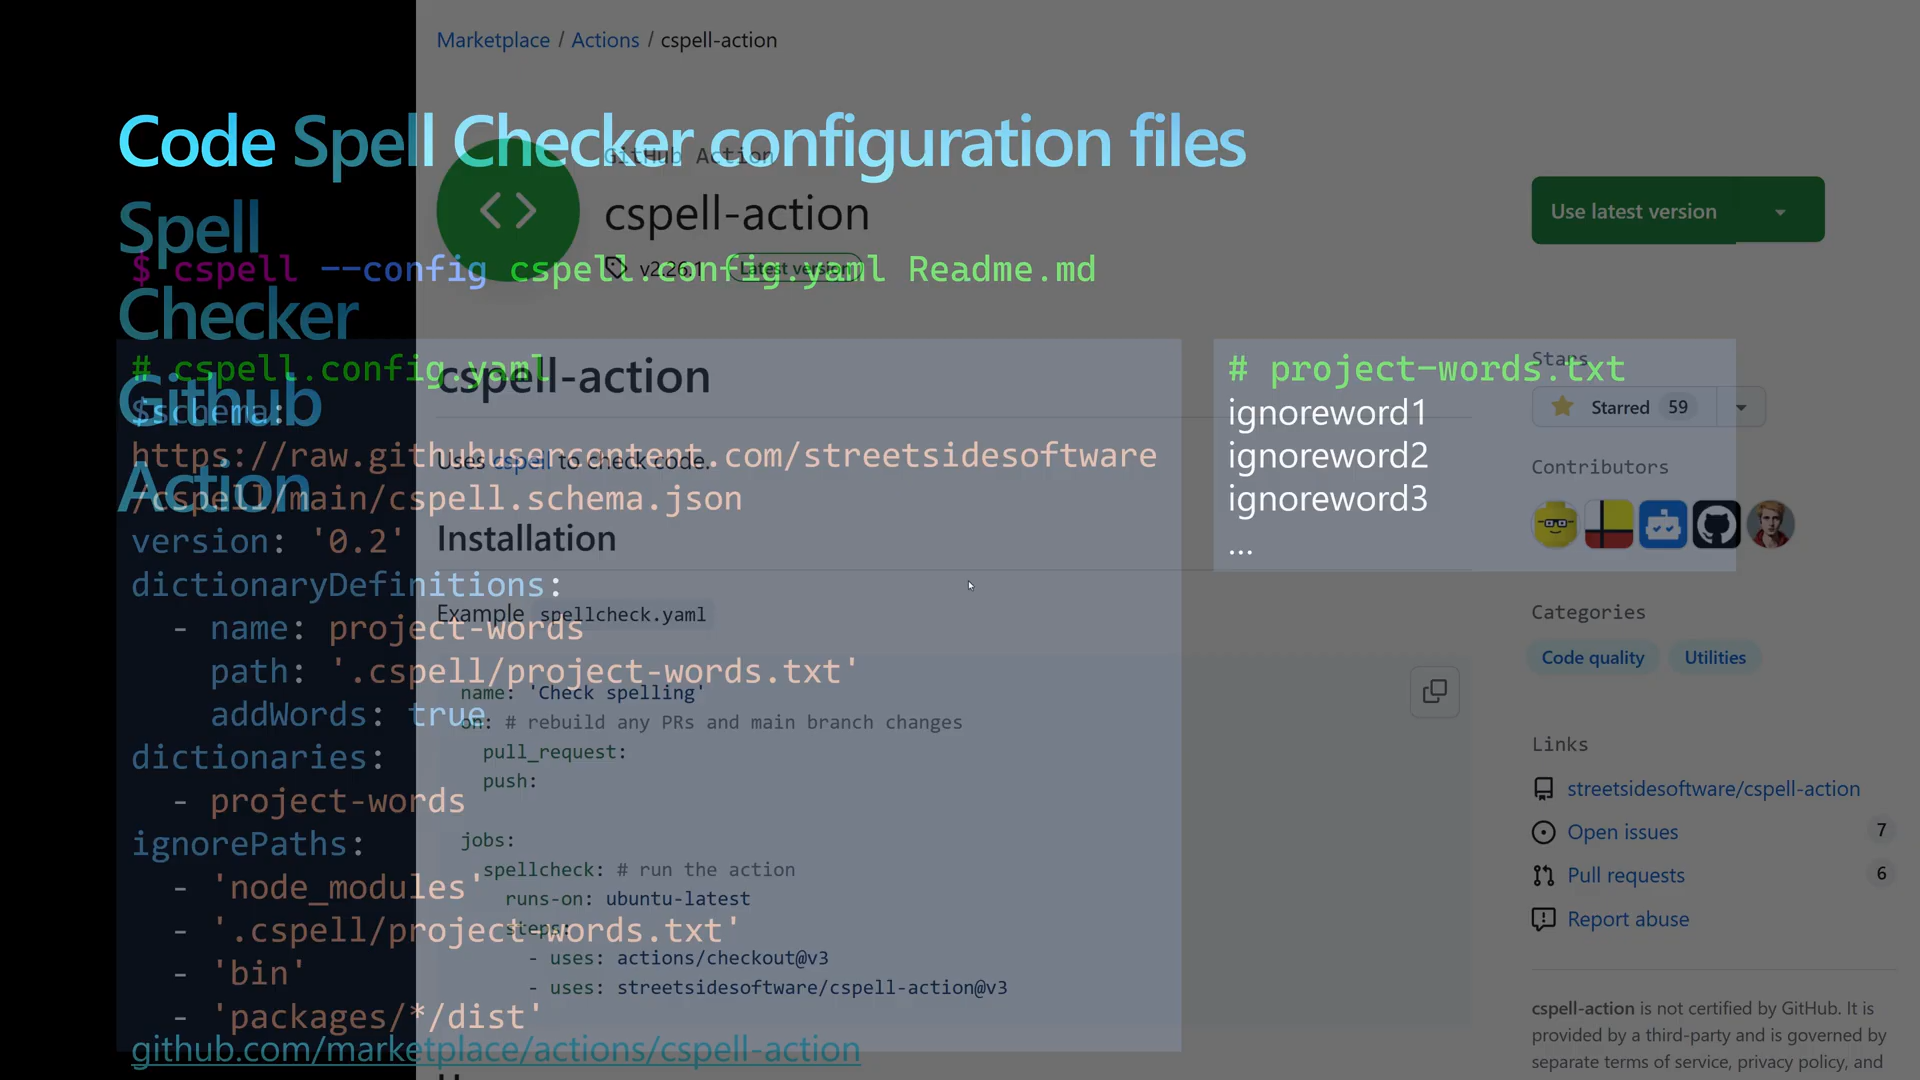 Code Spell Checker configuration files
$ cspell --config cspell.config.yaml Readme.md
# cspell.config.yaml
$schema:
https://raw.githubusercontent.com/streetsidesoftware
/cspell/main/cspell.schema.json
version: '0.2'
dictionaryDefinitions:
- name: project-words
path: '.cspell/project-words.txt'
addWords: true
dictionaries:
- project-words
ignorePaths:
- 'node_modules'
- '.cspell/project-words.txt'
- 'bin'
- 'packages/*/dist'
# project-words.txt
ignoreword1
ignoreword2
ignoreword3
...
Code
Spell
Checker
Github
Action
github.com/marketplace/actions/cspell-action
Marketplace / Actions / cspell-action
GitHub Action
cspell-action
v2.26.1 Latest version
Use latest version
cspell-action
Uses cspell to check code.
Installation
Example spellcheck.yaml
name: 'Check spelling'
on: # rebuild any PRs and main branch changes
pull_request:
push:
jobs:
spellcheck: # run the action
runs-on: ubuntu-latest
steps:
- uses: actions/checkout@v3
- uses: streetsidesoftware/cspell-action@v3
Stars
Starred 59
Contributors
Categories
Code quality Utilities
Links
streetsidesoftware/cspell-action
Open issues 7
Pull requests 6
Report abuse
cspell-action is not certified by GitHub. It is
provided by a third-party and is governed by
separate terms of service, privacy policy, and